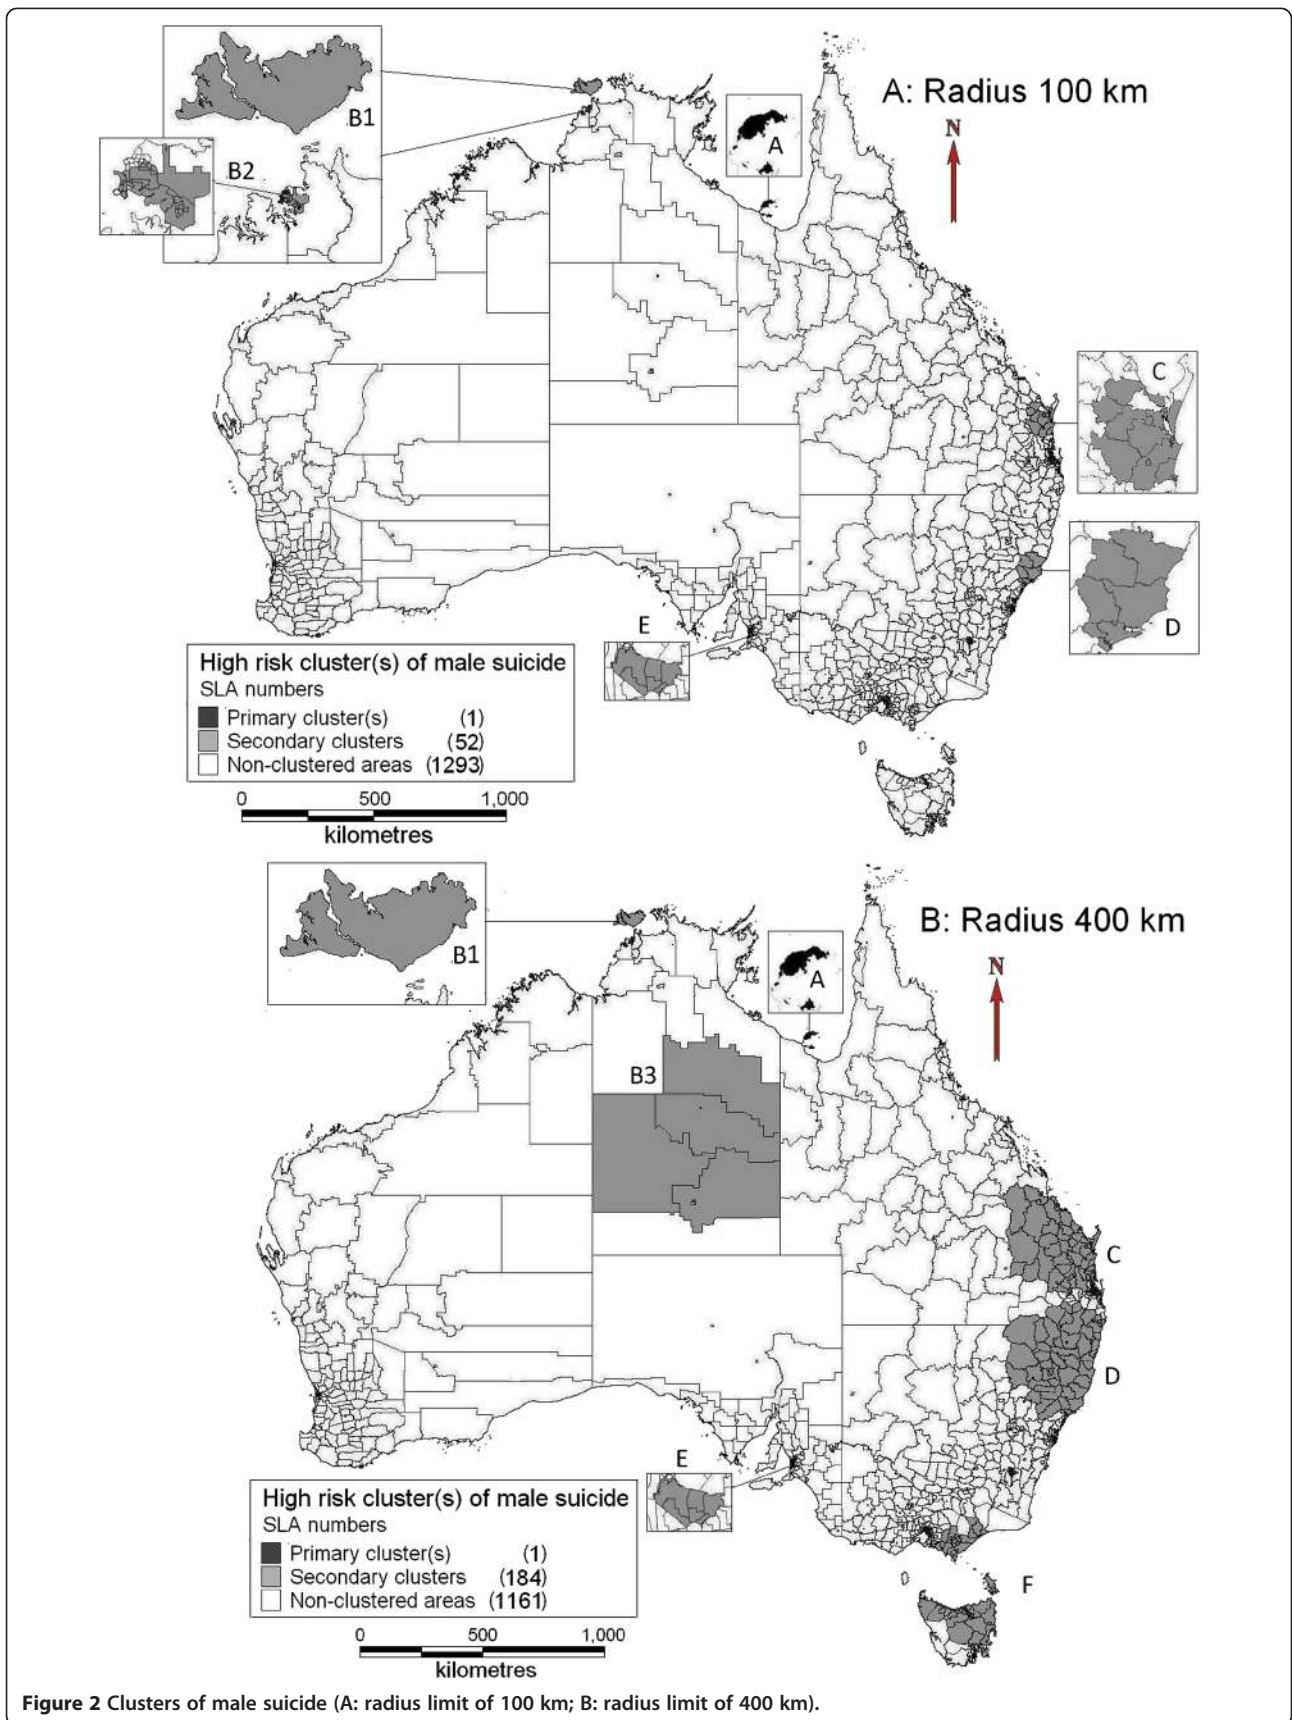 A: Radius 100 km
N
B1
B2
A
C
D
E
High risk cluster(s) of male suicide
SLA numbers
Primary cluster(s) (1)
Secondary clusters (52)
Non-clustered areas (1293)
0 500 1,000
kilometres
B: Radius 400 km
N
B1
A
B3
C
D
E
F
High risk cluster(s) of male suicide
SLA numbers
Primary cluster(s) (1)
Secondary clusters (184)
Non-clustered areas (1161)
0 500 1,000
kilometres
Figure 2 Clusters of male suicide (A: radius limit of 100 km; B: radius limit of 400 km).